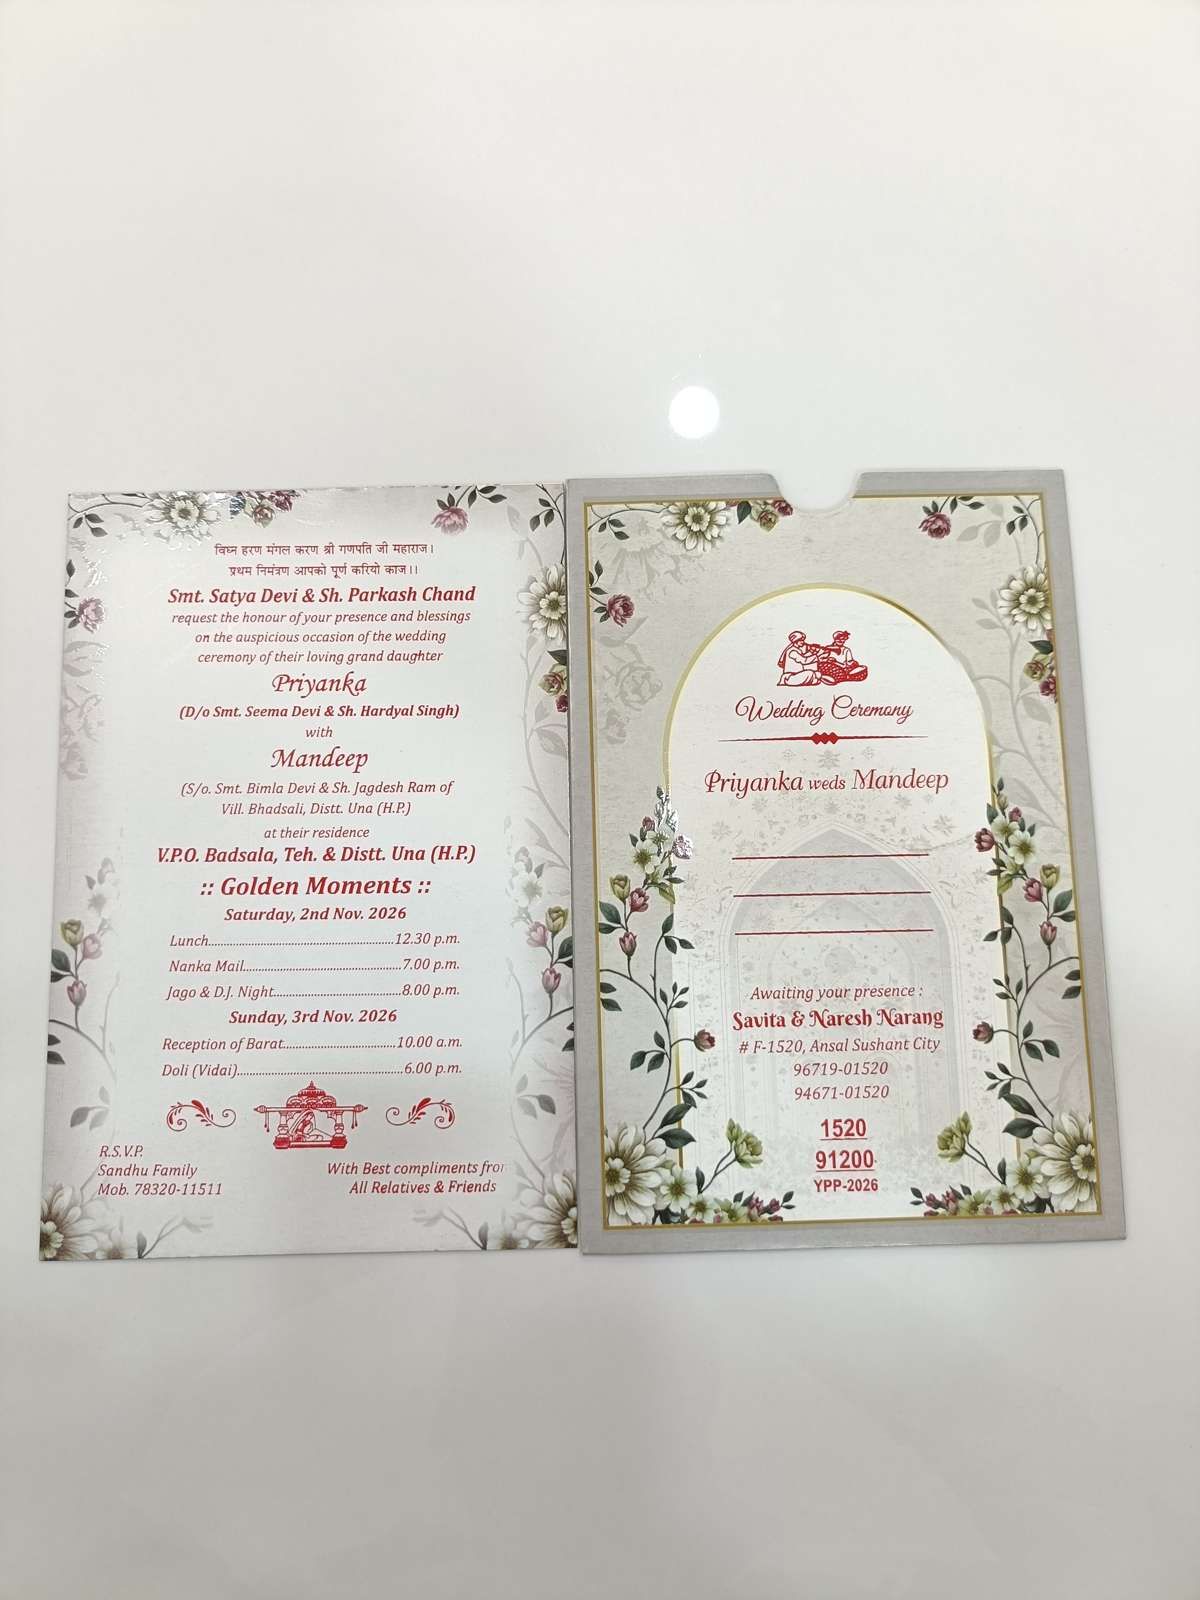 विघ्न हरण मंगल करण श्री गणपति जी महाराज।
प्रथम निमंत्रण आपको पूर्ण करियो काज।।
Smt. Satya Devi & Sh. Parkash Chand
request the honour of your presence and blessings
on the auspicious occasion of the wedding
ceremony of their loving grand daughter
Priyanka
(D/o Smt. Seema Devi & Sh. Hardyal Singh)
with
Mandeep
(S/o. Smt. Bimla Devi & Sh. Jagdesh Ram of
Vill. Bhadsali, Distt. Una (H.P.)
at their residence
V.P.O. Badsala, Teh. & Distt. Una (H.P.)
:: Golden Moments ::
Saturday, 2nd Nov. 2026
Lunch..............................................................12.30 p.m.
Nanka Mail.....................................................7.00 p.m.
Jago & D.J. Night...........................................8.00 p.m.
Sunday, 3rd Nov. 2026
Reception of Barat......................................10.00 a.m.
Doli (Vidai)........................................................6.00 p.m.
R.S.V.P.
Sandhu Family
Mob. 78320-11511
With Best compliments from
All Relatives & Friends
Wedding Ceremony
Priyanka weds Mandeep
Awaiting your presence :
Savita & Naresh Narang
# F-1520, Ansal Sushant City
96719-01520
94671-01520
1520
91200
YPP-2026